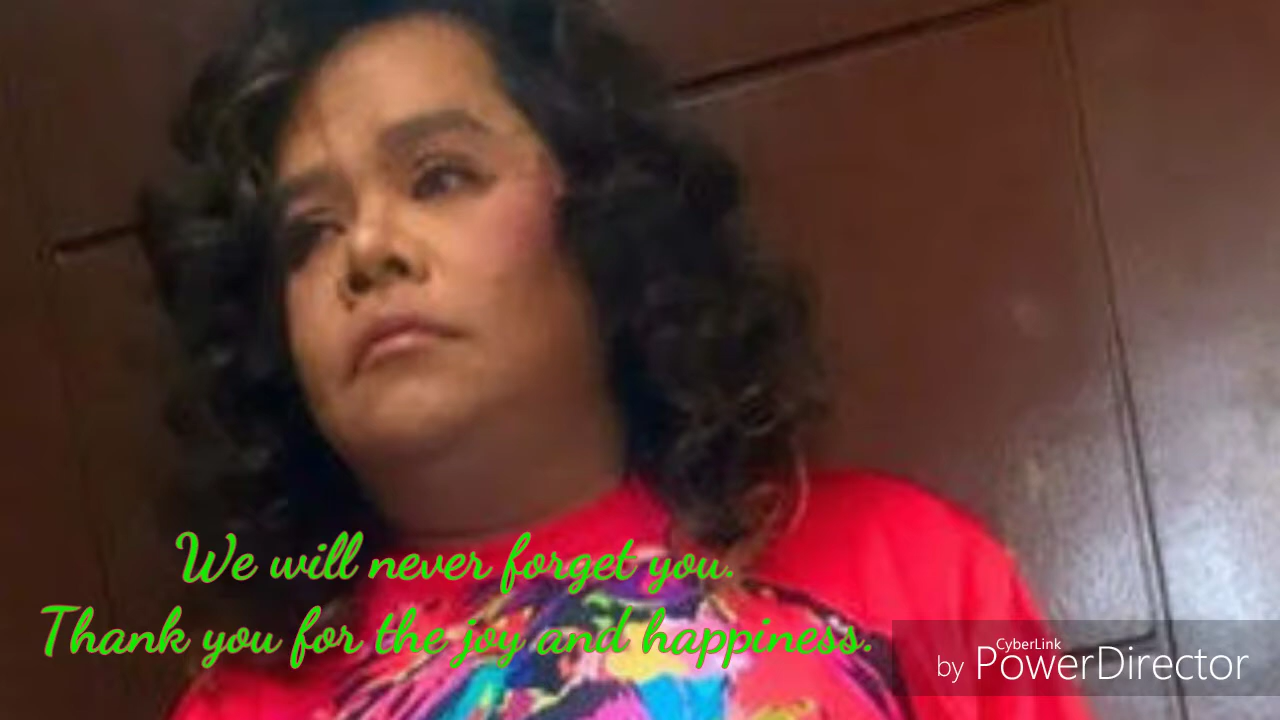 We will never forget you.
Thank you for the joy and happiness.
CyberLink
by PowerDirector